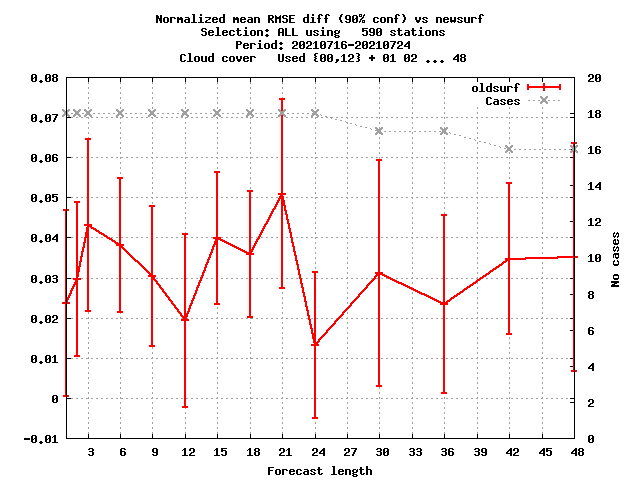 Normalized mean RMSE diff (90% conf) vs newsurf
Selection: ALL using   590 stations
Period: 20210716-20210724
Cloud cover   Used {00,12} + 01 02 ... 48
oldsurf
Cases
0.08
0.07
0.06
0.05
0.04
0.03
0.02
0.01
0
-0.01
20
18
16
14
12
10
8
6
4
2
0
No cases
3 6 9 12 15 18 21 24 27 30 33 36 39 42 45 48
Forecast length